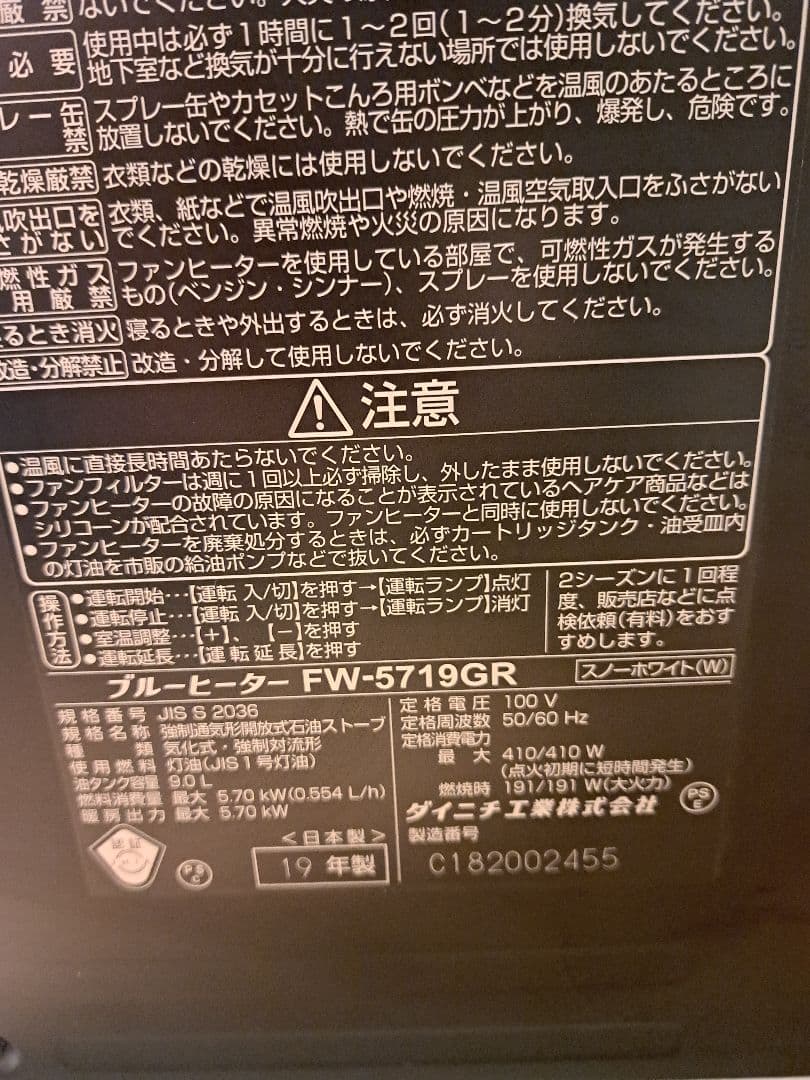 厳禁 ないでください。
必要 使用中は必ず1時間に1～2回(1～2分)換気してください。
地下室など換気が十分に行えない場所では使用しないでください。
レー缶 スプレー缶やカセットこんろ用ボンベなどを温風のあたるところに
禁 放置しないでください。熱で缶の圧力が上がり、爆発し、危険です。
乾燥厳禁 衣類などの乾燥には使用しないでください。
吹出口を 衣類、紙などで温風吹出口や燃焼・温風空気取入口をふさがない
さがない でください。異常燃焼や火災の原因になります。
燃性ガス ファンヒーターを使用している部屋で、可燃性ガスが発生する
用厳禁 もの(ベンジン・シンナー)、スプレーを使用しないでください。
るとき消火 寝るときや外出するときは、必ず消火してください。
改造・分解禁止 改造・分解して使用しないでください。
注意
●温風に直接長時間あたらないでください。
●ファンフィルターは週に1回以上必ず掃除し、外したまま使用しないでください。
●ファンヒーターの故障の原因になることが表示されているヘアケア商品などは
シリコーンが配合されています。ファンヒーターと同時に使用しないでください。
●ファンヒーターを廃棄処分するときは、必ずカートリッジタンク・油受皿内
の灯油を市販の給油ポンプなどで抜いてください。
操作方法
●運転開始…【運転 入/切】を押す→【運転ランプ】点灯
●運転停止…【運転 入/切】を押す→【運転ランプ】消灯
●室温調整…【+】、【−】を押す
●運転延長…【運転延長】を押す
2シーズンに1回程
度、販売店などに点
検依頼(有料)をおす
すめします。
ブルーヒーター FW-5719GR スノーホワイト(W)
規格番号 JIS S 2036
規格名称 強制通気形開放式石油ストーブ
種類 気化式・強制対流形
使用燃料 灯油(JIS1号灯油)
油タンク容量 9.0 L
燃料消費量 最大 5.70 kW(0.554 L/h)
暖房出力 最大 5.70 kW
<日本製>
19 年製
定格電圧 100 V
定格周波数 50/60 Hz
定格消費電力
最大 410/410 W
(点火初期に短時間発生)
燃焼時 191/191 W(大火力)
ダイニチ工業株式会社
製造番号
C182002455
PS
E
PS
C
認証